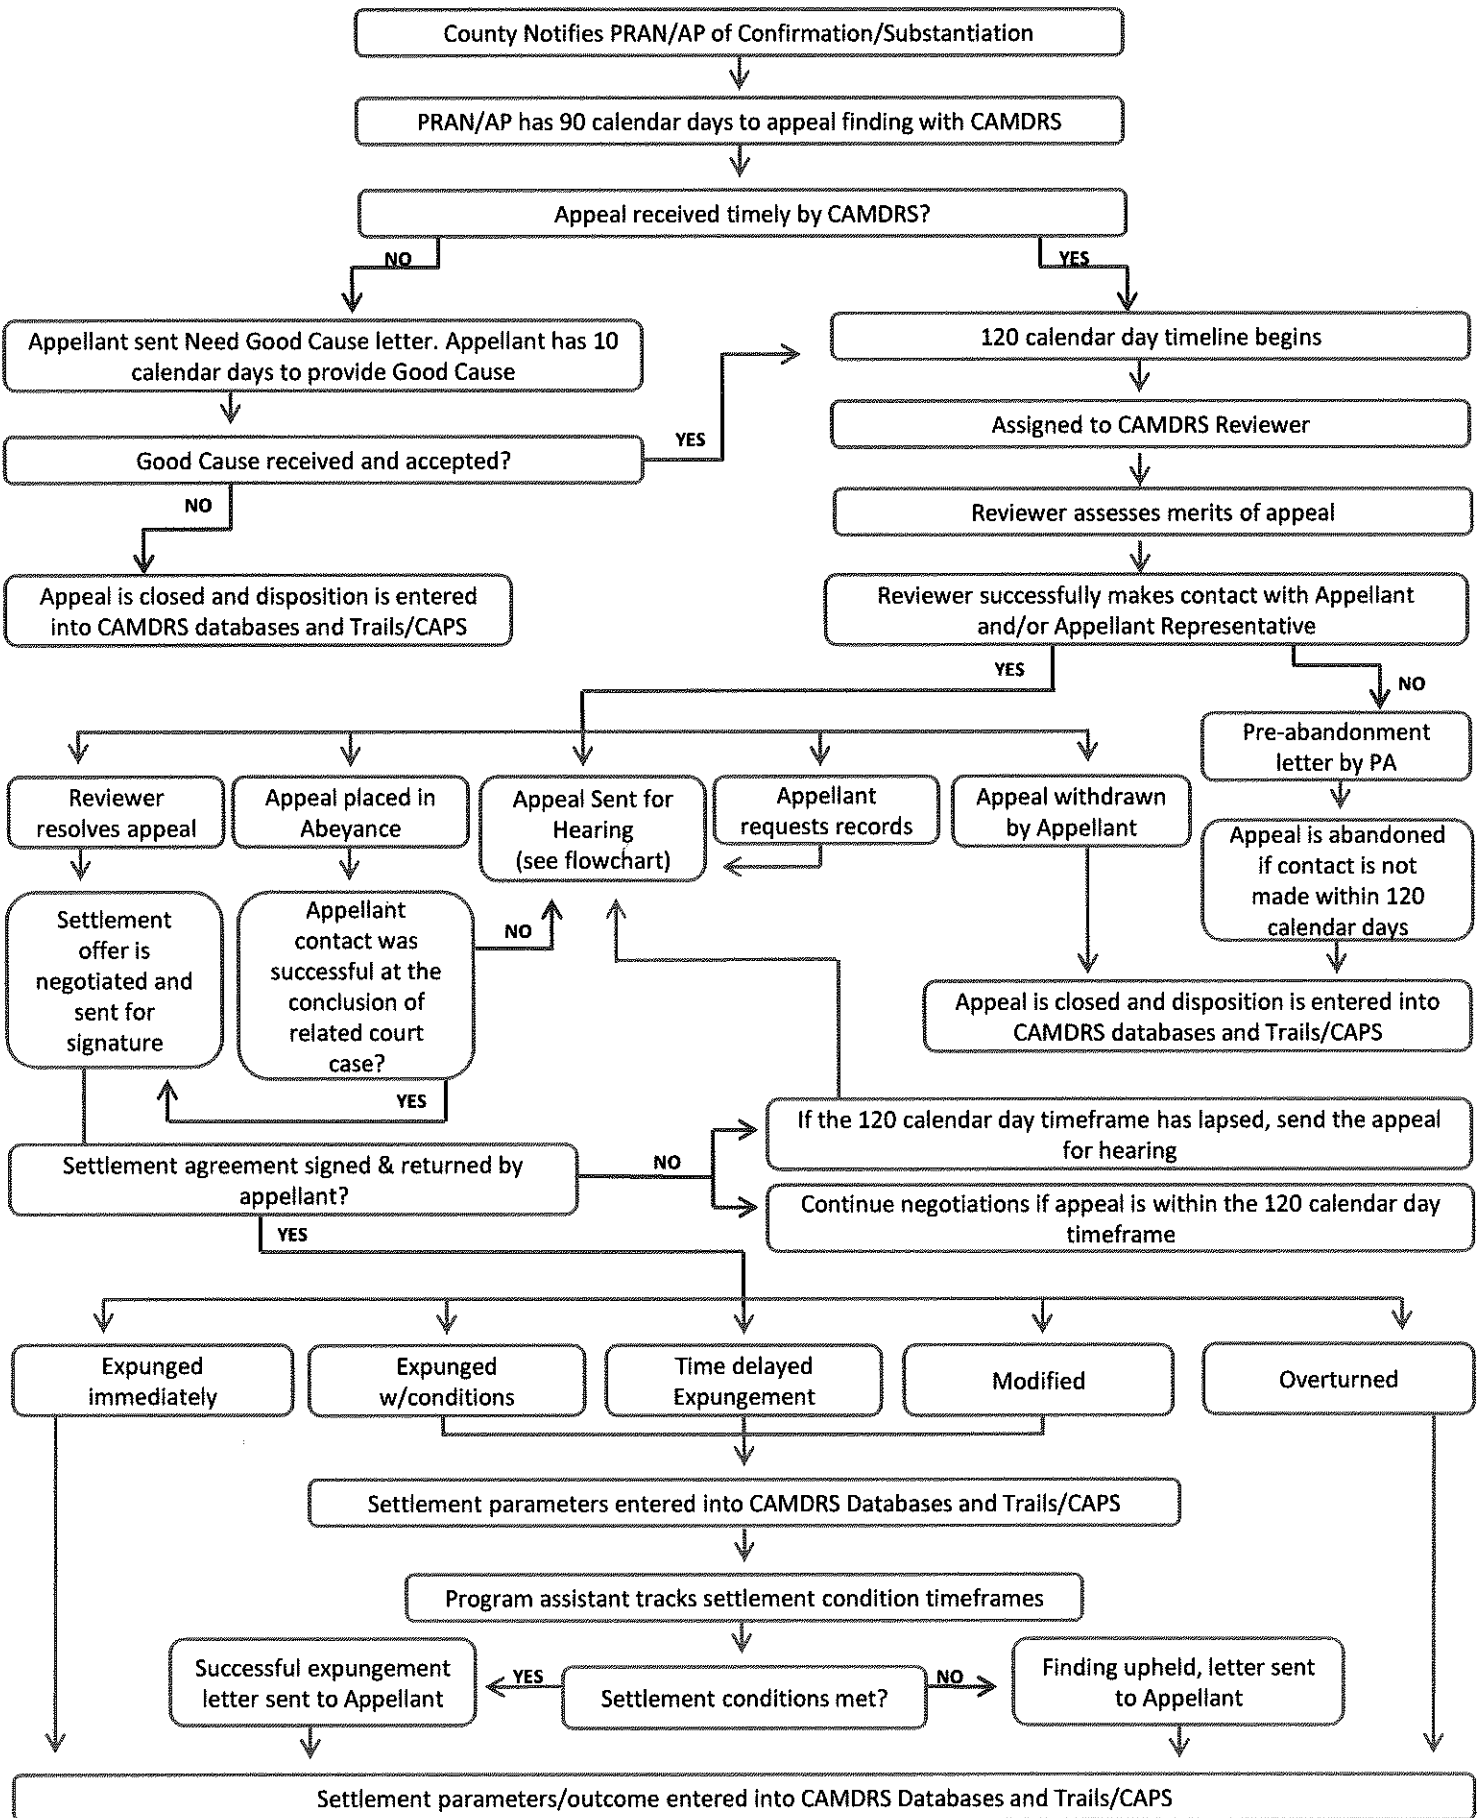 County Notifies PRAN/AP of Confirmation/Substantiation
PRAN/AP has 90 calendar days to appeal finding with CAMDRS
Appeal received timely by CAMDRS?
NO
YES
Appellant sent Need Good Cause letter. Appellant has 10
calendar days to provide Good Cause
120 calendar day timeline begins
Good Cause received and accepted?
YES
NO
Assigned to CAMDRS Reviewer
Reviewer assesses merits of appeal
Appeal is closed and disposition is entered
into CAMDRS databases and Trails/CAPS
Reviewer successfully makes contact with Appellant
and/or Appellant Representative
YES
NO
Pre-abandonment
letter by PA
Reviewer
resolves appeal
Appeal placed in
Abeyance
Appeal Sent for
Hearing
(see flowchart)
Appellant
requests records
Appeal withdrawn
by Appellant
Appeal is abandoned
if contact is not
made within 120
calendar days
Settlement
offer is
negotiated and
sent for
signature
Appellant
contact was
successful at the
conclusion of
related court
case?
NO
YES
Appeal is closed and disposition is entered into
CAMDRS databases and Trails/CAPS
Settlement agreement signed & returned by
appellant?
NO
If the 120 calendar day timeframe has lapsed, send the appeal
for hearing
Continue negotiations if appeal is within the 120 calendar day
timeframe
YES
Expunged
immediately
Expunged
w/conditions
Time delayed
Expungement
Modified
Overturned
Settlement parameters entered into CAMDRS Databases and Trails/CAPS
Program assistant tracks settlement condition timeframes
Successful expungement
letter sent to Appellant
YES
Settlement conditions met?
NO
Finding upheld, letter sent
to Appellant
Settlement parameters/outcome entered into CAMDRS Databases and Trails/CAPS